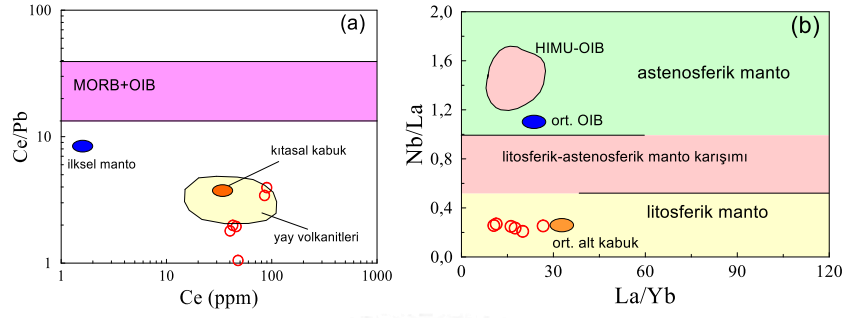 (a)
100
10
1
Ce/Pb
MORB+OIB
ilksel manto
kıtasal kabuk
yay volkanitleri
1
10
100
1000
Ce (ppm)
(b)
2,0
1,6
1,2
0,8
0,4
0,0
Nb/La
HIMU-OIB
astenosferik manto
ort. OIB
litosferik-astenosferik manto karışımı
litosferik manto
ort. alt kabuk
0
30
60
90
120
La/Yb